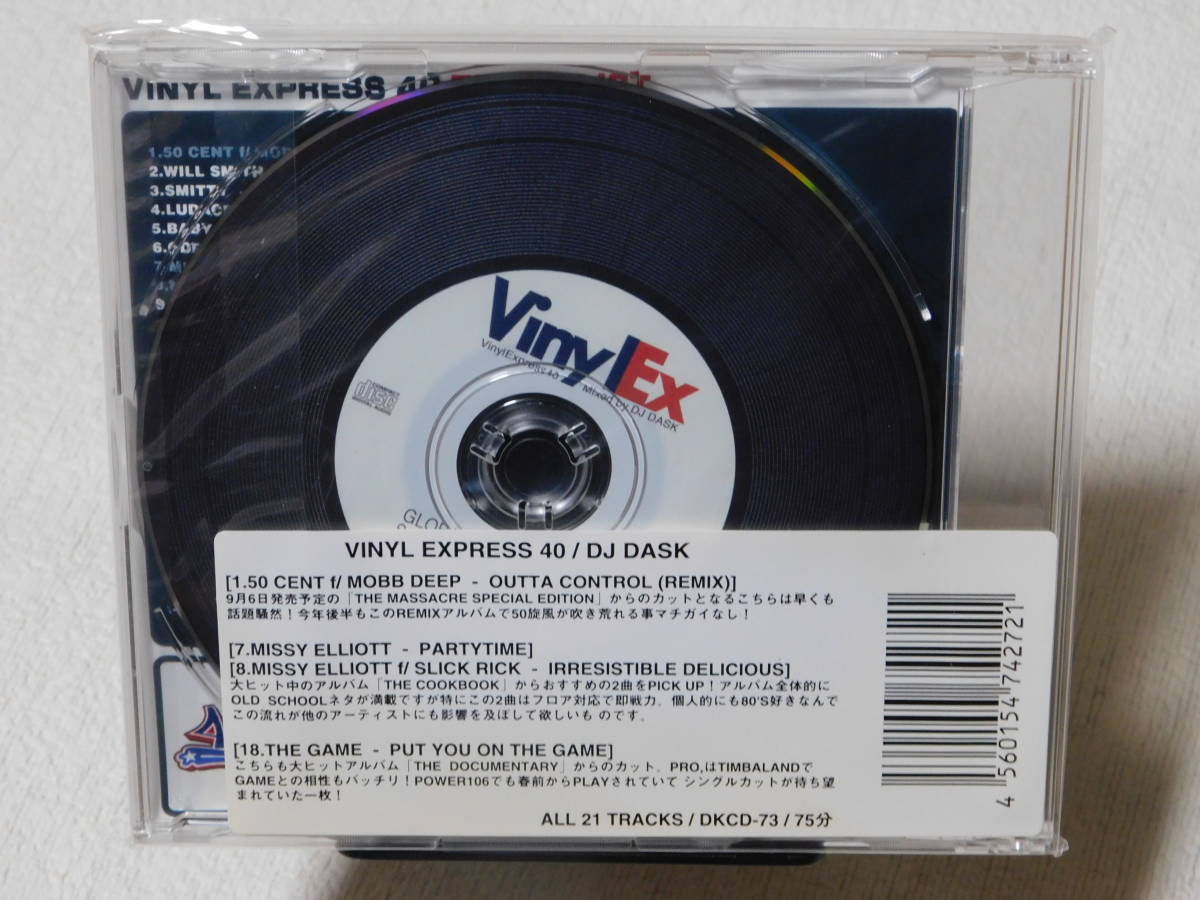 VINYL EXPRESS 40
1.50 CENT f/ MOB
2.WILL SMITH
3.SMITTY
4.LUDAC
5.BABY
6.
7.
9
VinylEx
VinylExpress40 Mixed by DJ DASK
COMPACT
disc
DIGITAL AUDIO
VINYL EXPRESS 40 / DJ DASK
[1.50 CENT f/ MOBB DEEP - OUTTA CONTROL (REMIX)]
9月6日発売予定の「THE MASSACRE SPECIAL EDITION」からのカットとなるこちらは早くも
話題騒然！今年後半もこのREMIXアルバムで50旋風が吹き荒れる事マチガイなし！
[7.MISSY ELLIOTT - PARTYTIME]
[8.MISSY ELLIOTT f/ SLICK RICK - IRRESISTIBLE DELICIOUS]
大ヒット中のアルバム「THE COOKBOOK」からおすすめの2曲をPICK UP！アルバム全体的に
OLD SCHOOLネタが満載ですが特にこの2曲はフロア対応で即戦力。個人的にも80'S好きなんで
この流れが他のアーティストにも影響を及ぼして欲しいも のです。
[18.THE GAME - PUT YOU ON THE GAME]
こちらも大ヒットアルバム「THE DOCUMENTARY」からのカット。PRO,はTIMBALANDで
GAMEとの相性もバッチリ！POWER106でも春前からPLAYされていて シングルカットが待ち望
まれていた一枚！
ALL 21 TRACKS / DKCD-73 / 75分
4 560154 742721